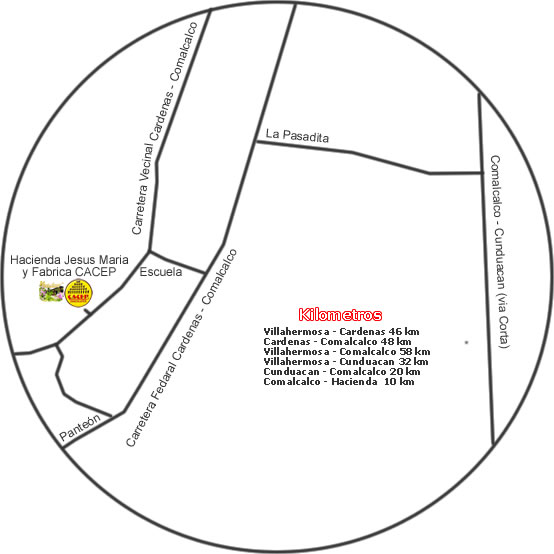 Carretera Vecinal Cardenas - Comalcalco
La Pasadita
Comalcalco - Cunduacan (via Corta)
Hacienda Jesus Maria
y Fabrica CACEP
CACEP
Escuela
Carretera Fedaral Cardenas - Comalcalco
Panteón
Kilometros
Villahermosa - Cardenas 46 km
Cardenas - Comalcalco 48 km
Villahermosa - Comalcalco 58 km
Villahermosa - Cunduacan 32 km
Cunduacan - Comalcalco 20 km
Comalcalco - Hacienda 10 km